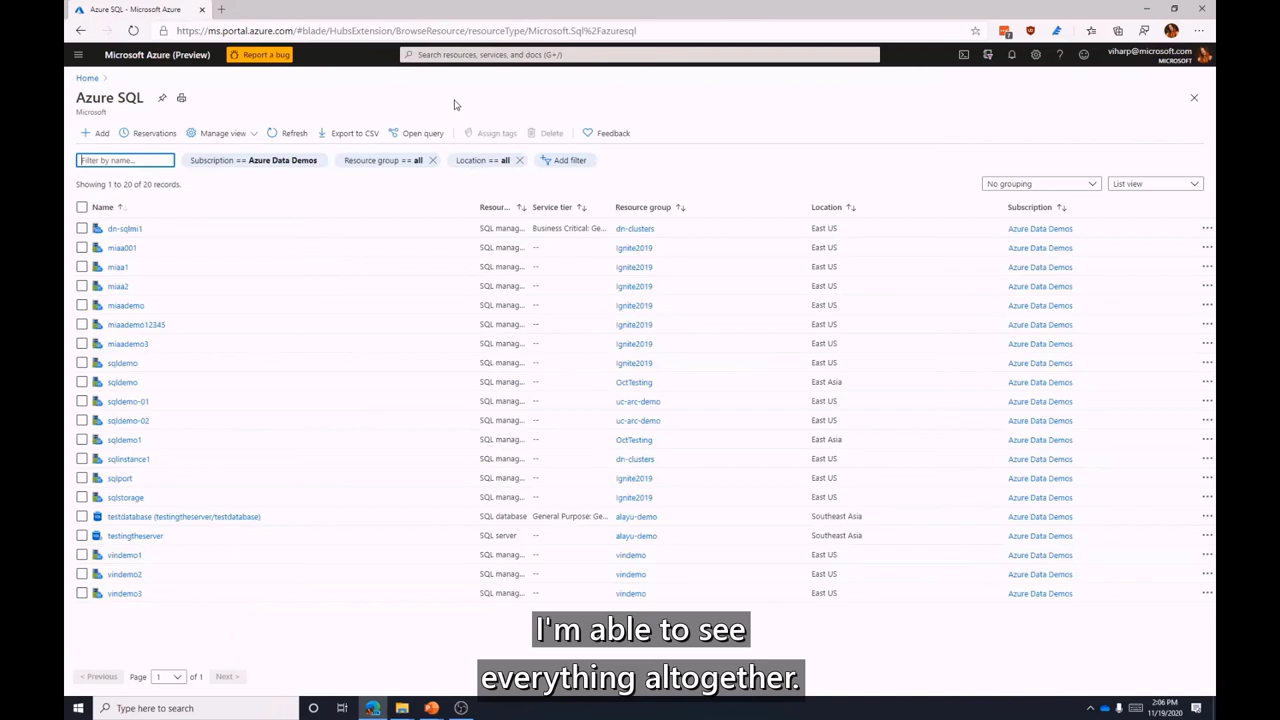 Azure SQL - Microsoft Azure
https://ms.portal.azure.com/#blade/HubsExtension/BrowseResource/resourceType/Microsoft.Sql%2Fazuresql
Microsoft Azure (Preview) Report a bug Search resources, services, and docs (G+/) viharp@microsoft.com
MICROSOFT
Home
Azure SQL
Microsoft
Add Reservations Manage view Refresh Export to CSV Open query Assign tags Delete Feedback
Filter by name... Subscription == Azure Data Demos Resource group == all Location == all Add filter
Showing 1 to 20 of 20 records. No grouping List view
Name Resour... Service tier Resource group Location Subscription
dn-sqlmi1 SQL manag... Business Critical: Ge... dn-clusters East US Azure Data Demos
miaa001 SQL manag... -- Ignite2019 East US Azure Data Demos
miaa1 SQL manag... -- Ignite2019 East US Azure Data Demos
miaa2 SQL manag... -- Ignite2019 East US Azure Data Demos
miaademo SQL manag... -- Ignite2019 East US Azure Data Demos
miaademo12345 SQL manag... -- Ignite2019 East US Azure Data Demos
miaademo3 SQL manag... -- Ignite2019 East US Azure Data Demos
sqldemo SQL manag... -- Ignite2019 East US Azure Data Demos
sqldemo SQL manag... -- OctTesting East Asia Azure Data Demos
sqldemo-01 SQL manag... -- uc-arc-demo East US Azure Data Demos
sqldemo-02 SQL manag... -- uc-arc-demo East US Azure Data Demos
sqldemo1 SQL manag... -- OctTesting East Asia Azure Data Demos
sqlinstance1 SQL manag... -- dn-clusters East US Azure Data Demos
sqlport SQL manag... -- Ignite2019 East US Azure Data Demos
sqlstorage SQL manag... -- Ignite2019 East US Azure Data Demos
testdatabase (testingtheserver/testdatabase) SQL database General Purpose: Ge... alayu-demo Southeast Asia Azure Data Demos
testingtheserver SQL server -- alayu-demo Southeast Asia Azure Data Demos
vindemo1 SQL manag... -- vindemo East US Azure Data Demos
vindemo2 SQL manag... -- vindemo East US Azure Data Demos
vindemo3 SQL manag... -- vindemo East US Azure Data Demos
I'm able to see
everything altogether.
< Previous Page 1 of 1 Next >
Type here to search 2:06 PM
11/19/2020